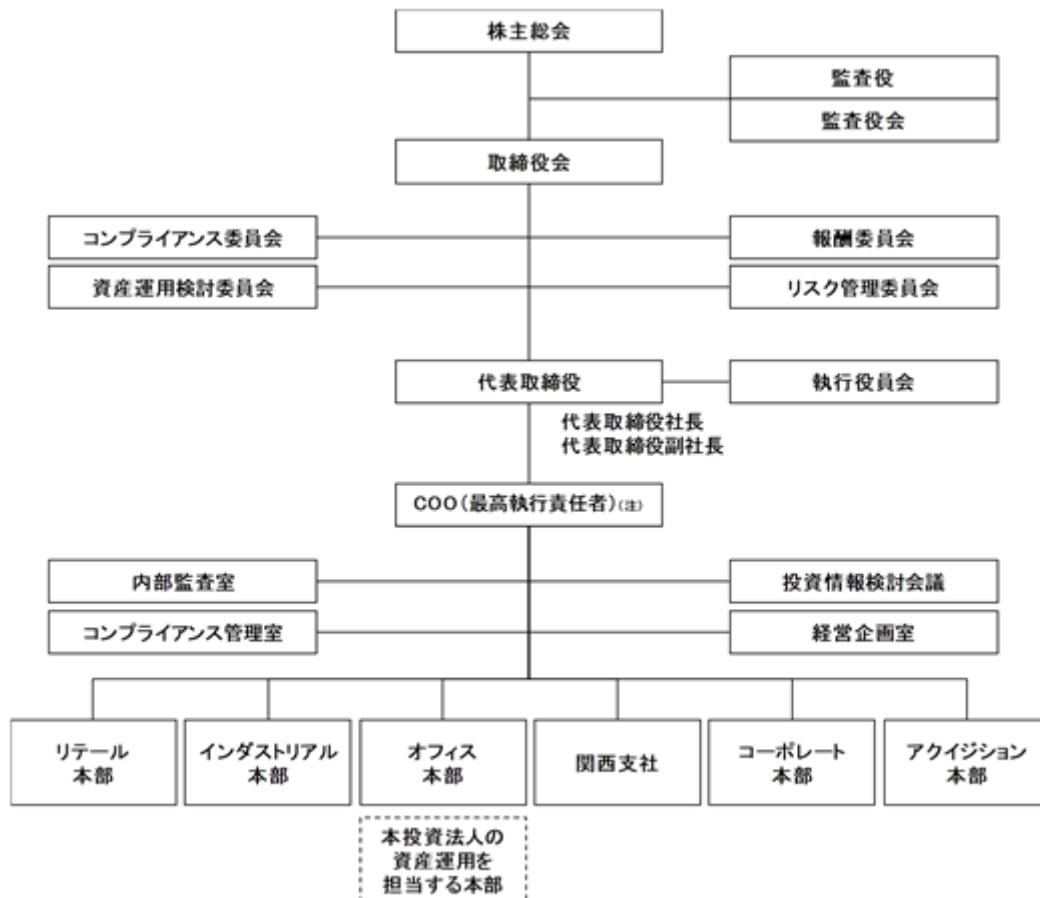 株主総会
監査役
監査役会
取締役会
コンプライアンス委員会
報酬委員会
資産運用検討委員会
リスク管理委員会
代表取締役
執行役員会
代表取締役社長
代表取締役副社長
COO(最高執行責任者)(注)
内部監査室
投資情報検討会議
コンプライアンス管理室
経営企画室
リテール
本部
インダストリアル
本部
オフィス
本部
関西支社
コーポレート
本部
アクイジション
本部
本投資法人の
資産運用を
担当する本部